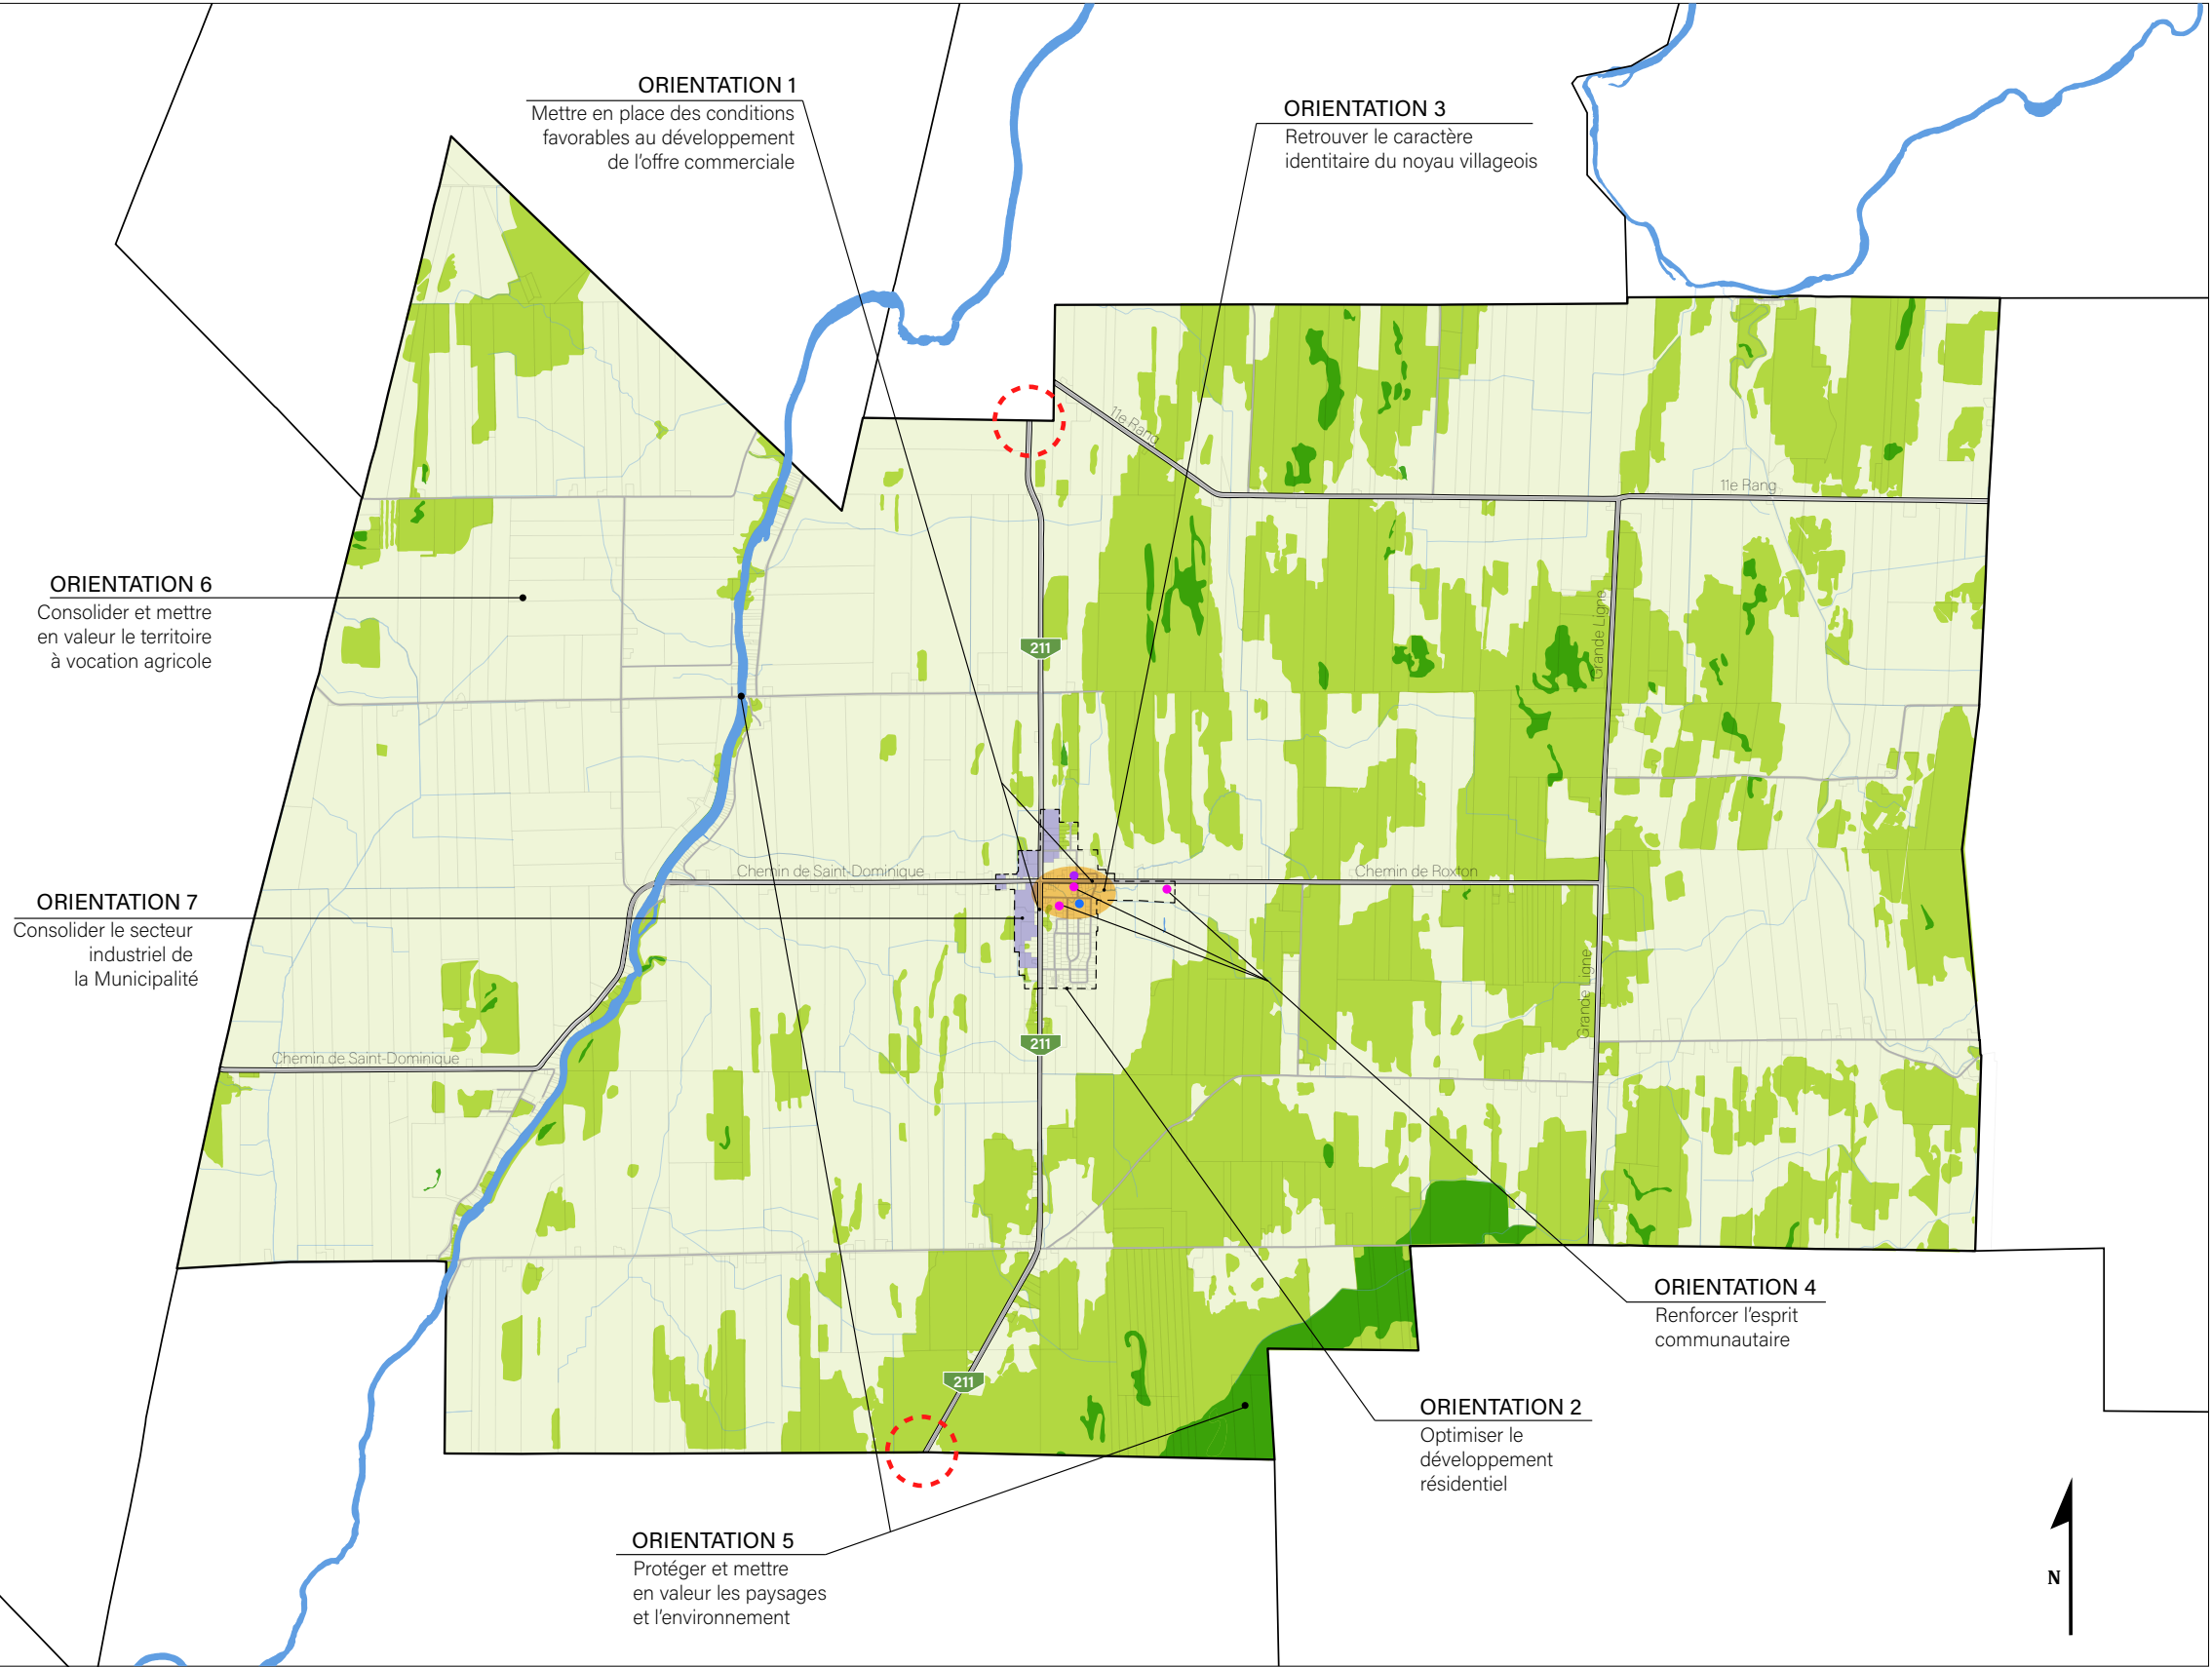 ORIENTATION 1
Mettre en place des conditions
favorables au développement
de l'offre commerciale
ORIENTATION 3
Retrouver le caractère
identitaire du noyau villageois
11e Rang
11e Rang
ORIENTATION 6
Consolider et mettre
en valeur le territoire
à vocation agricole
211
Grande Ligne
Chemin de Saint-Dominique
Chemin de Roxton
ORIENTATION 7
Consolider le secteur
industriel de
la Municipalité
Grande Ligne
211
Chemin de Saint-Dominique
ORIENTATION 4
Renforcer l'esprit
communautaire
211
ORIENTATION 2
Optimiser le
développement
résidentiel
ORIENTATION 5
Protéger et mettre
en valeur les paysages
et l'environnement
N